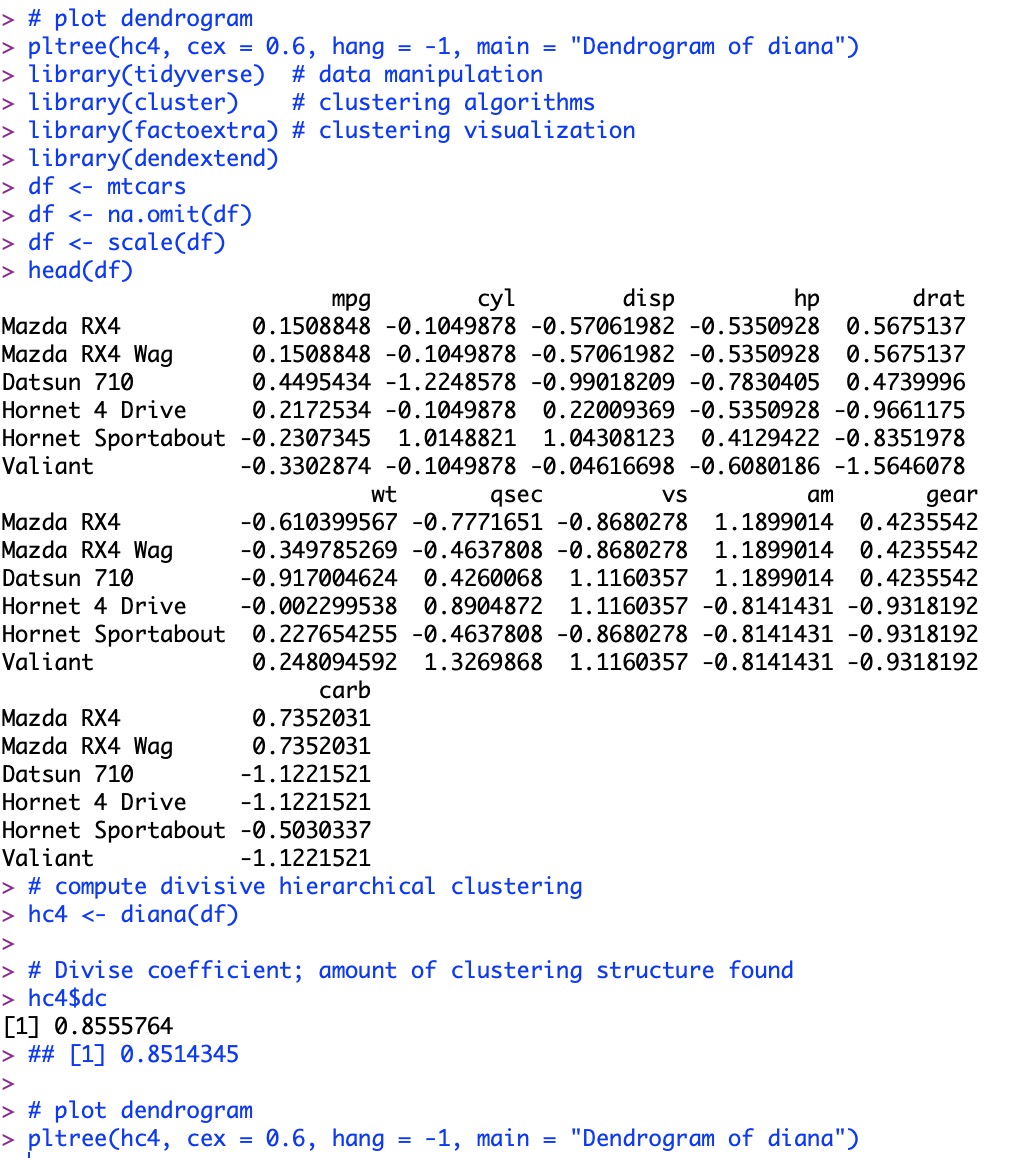 > # plot dendrogram
> pltree(hc4, cex = 0.6, hang = -1, main = "Dendrogram of diana")
> library(tidyverse)  # data manipulation
> library(cluster)    # clustering algorithms
> library(factoextra) # clustering visualization
> library(dendextend)
> df <- mtcars
> df <- na.omit(df)
> df <- scale(df)
> head(df)
                         mpg        cyl        disp         hp       drat
Mazda RX4          0.1508848 -0.1049878 -0.57061982 -0.5350928  0.5675137
Mazda RX4 Wag      0.1508848 -0.1049878 -0.57061982 -0.5350928  0.5675137
Datsun 710         0.4495434 -1.2248578 -0.99018209 -0.7830405  0.4739996
Hornet 4 Drive     0.2172534 -0.1049878  0.22009369 -0.5350928 -0.9661175
Hornet Sportabout -0.2307345  1.0148821  1.04308123  0.4129422 -0.8351978
Valiant           -0.3302874 -0.1049878 -0.04616698 -0.6080186 -1.5646078
                            wt       qsec         vs         am       gear
Mazda RX4         -0.610399567 -0.7771651 -0.8680278  1.1899014  0.4235542
Mazda RX4 Wag     -0.349785269 -0.4637808 -0.8680278  1.1899014  0.4235542
Datsun 710        -0.917004624  0.4260068  1.1160357  1.1899014  0.4235542
Hornet 4 Drive    -0.002299538  0.8904872  1.1160357 -0.8141431 -0.9318192
Hornet Sportabout  0.227654255 -0.4637808 -0.8680278 -0.8141431 -0.9318192
Valiant            0.248094592  1.3269868  1.1160357 -0.8141431 -0.9318192
                        carb
Mazda RX4          0.7352031
Mazda RX4 Wag      0.7352031
Datsun 710        -1.1221521
Hornet 4 Drive    -1.1221521
Hornet Sportabout -0.5030337
Valiant           -1.1221521
> # compute divisive hierarchical clustering
> hc4 <- diana(df)
>
> # Divise coefficient; amount of clustering structure found
> hc4$dc
[1] 0.8555764
> ## [1] 0.8514345
>
> # plot dendrogram
> pltree(hc4, cex = 0.6, hang = -1, main = "Dendrogram of diana")